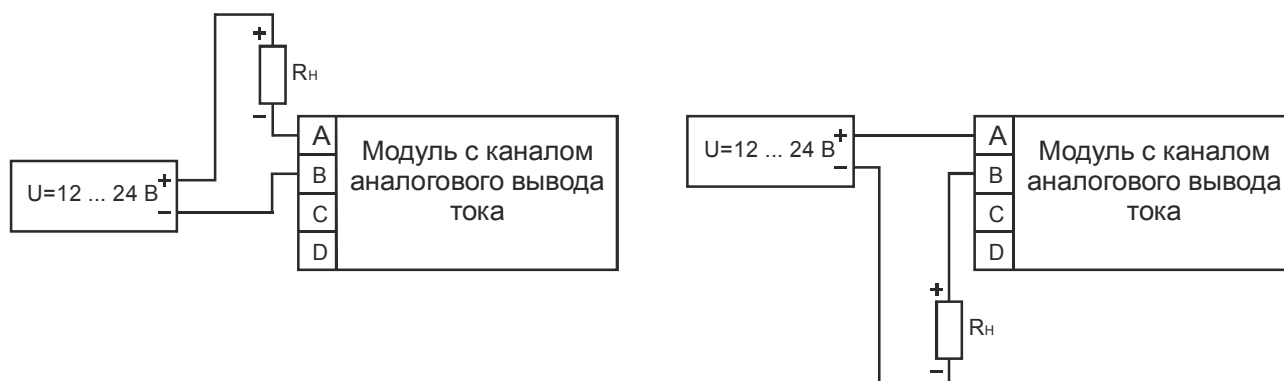 +
Rн
−
A
B
C
D
Модуль с каналом
аналогового вывода
тока
U=12 ... 24 В
+
−
U=12 ... 24 В
+
−
A
B
C
D
Модуль с каналом
аналогового вывода
тока
+
Rн
−